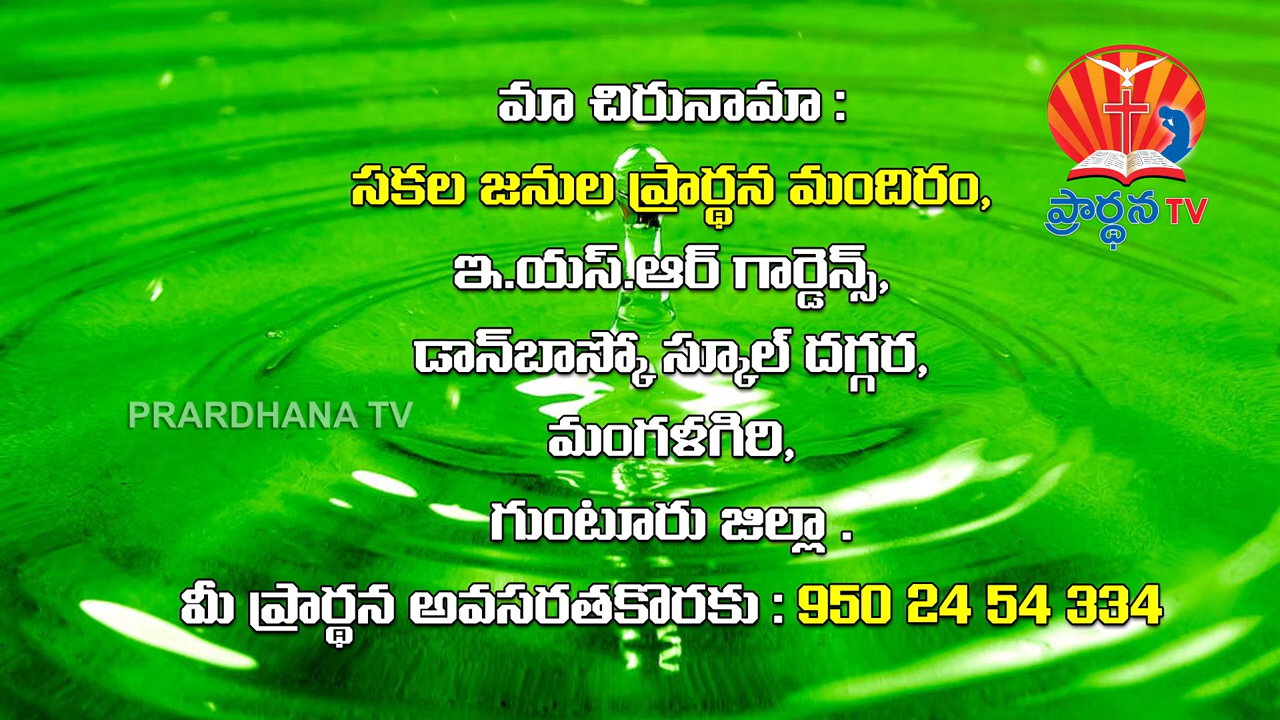 మా చిరునామా :
సకల జనుల ప్రార్థన మందిరం,
ఇ.యస్.ఆర్ గార్డెన్స్,
డాన్‌బాస్కో స్కూల్ దగ్గర,
మంగళగిరి,
గుంటూరు జిల్లా .
మీ ప్రార్థన అవసరతకొరకు : 950 24 54 334
ప్రార్థన TV
PRARDHANA TV